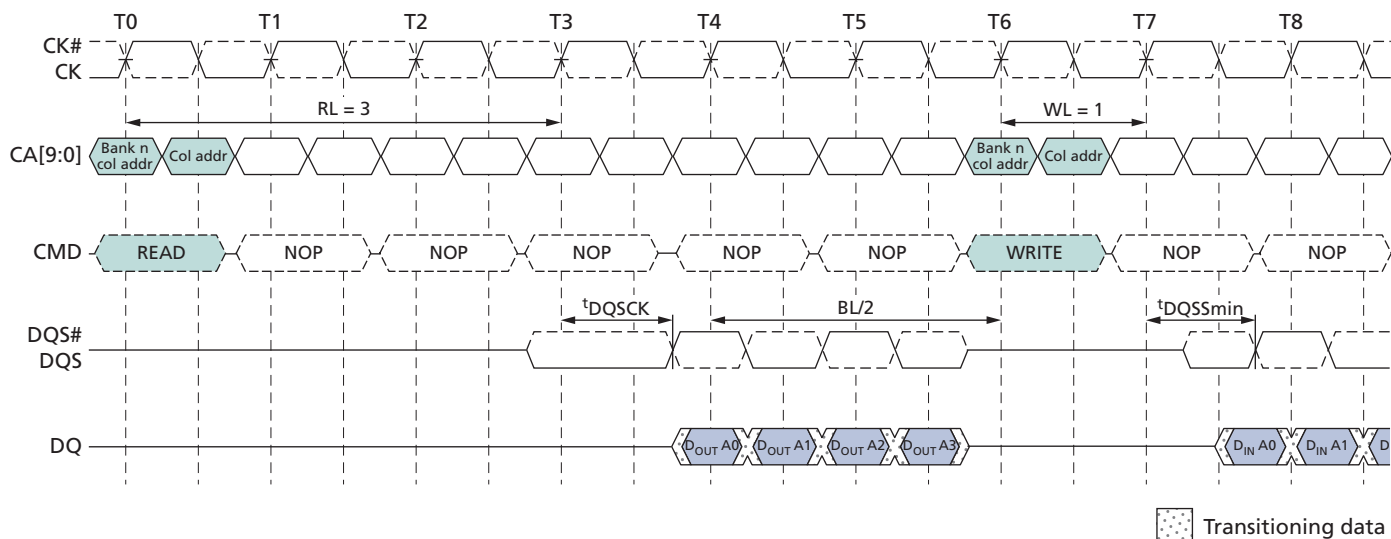 T0 T1 T2 T3 T4 T5 T6 T7 T8
CK#
CK
RL = 3 WL = 1
CA[9:0] Bank n col addr Col addr Bank n col addr Col addr
CMD READ NOP NOP NOP NOP NOP WRITE NOP NOP
tDQSCK BL/2 tDQSSmin
DQS#
DQS
DQ DOUT A0 DOUT A1 DOUT A2 DOUT A3 DIN A0 DIN A1 D
Transitioning data